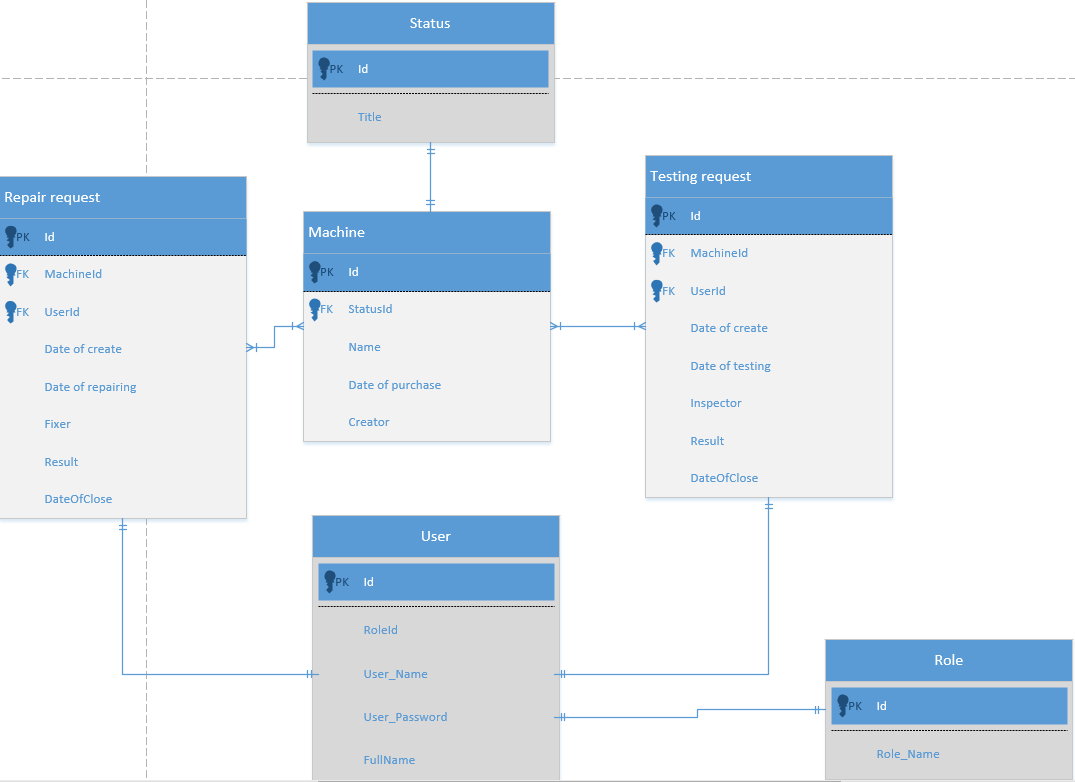 Status
PK Id
Title
Repair request
PK Id
FK MachineId
FK UserId
Date of create
Date of repairing
Fixer
Result
DateOfClose
Machine
PK Id
FK StatusId
Name
Date of purchase
Creator
Testing request
PK Id
FK MachineId
FK UserId
Date of create
Date of testing
Inspector
Result
DateOfClose
User
PK Id
RoleId
User_Name
User_Password
FullName
Role
PK Id
Role_Name